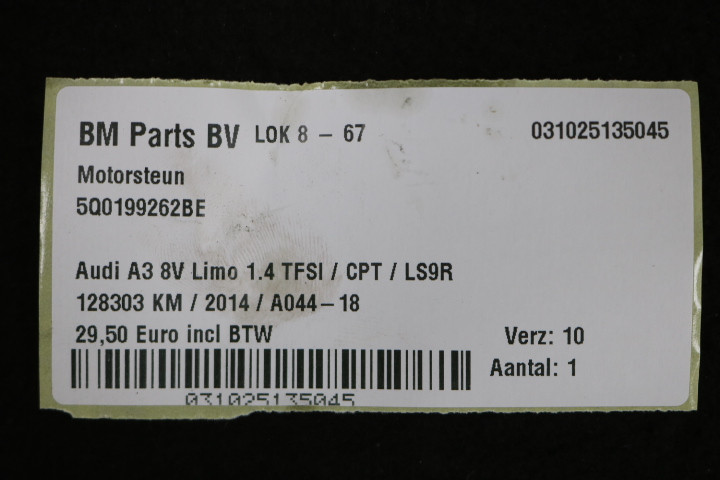 BM Parts BV LOK 8 - 67 031025135045
Motorsteun
5Q0199262BE
Audi A3 8V Limo 1.4 TFSI / CPT / LS9R
128303 KM / 2014 / A044-18
29,50 Euro incl BTW Verz: 10
Aantal: 1
031025135045